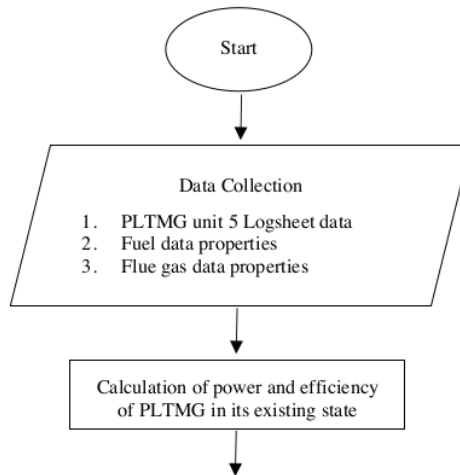 Start
Data Collection
1. PLTMG unit 5 Logsheet data
2. Fuel data properties
3. Flue gas data properties
Calculation of power and efficiency
of PLTMG in its existing state